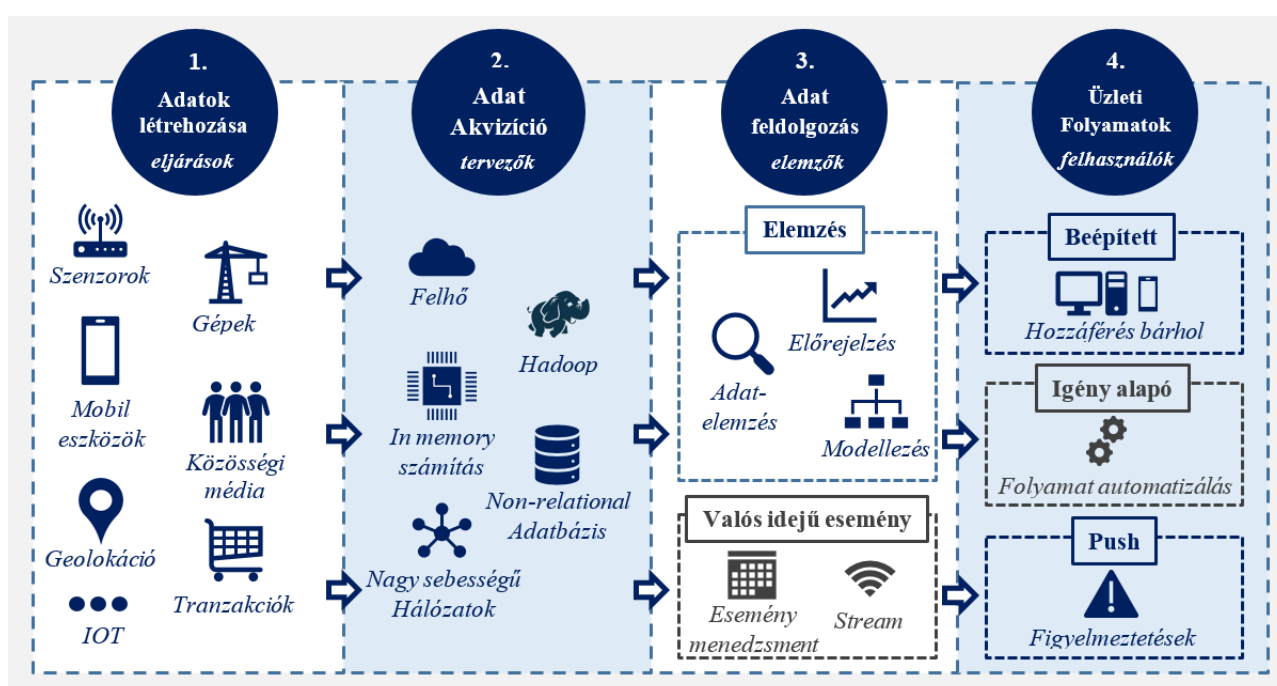 1.
Adatok
létrehozása
eljárások
Szenzorok
Gépek
Mobil
eszközök
Közösségi
média
Geolokáció
Tranzakciók
IOT
2.
Adat
Akvizíció
tervezők
Felhő
Hadoop
In memory
számítás
Non-relational
Adatbázis
Nagy sebességű
Hálózatok
3.
Adat
feldolgozás
elemzők
Elemzés
Előrejelzés
Adat-
elemzés
Modellezés
Valós idejű esemény
Esemény
menedzsment
Stream
4.
Üzleti
Folyamatok
felhasználók
Beépített
Hozzáférés bárhol
Igény alapó
Folyamat automatizálás
Push
Figyelmeztetések